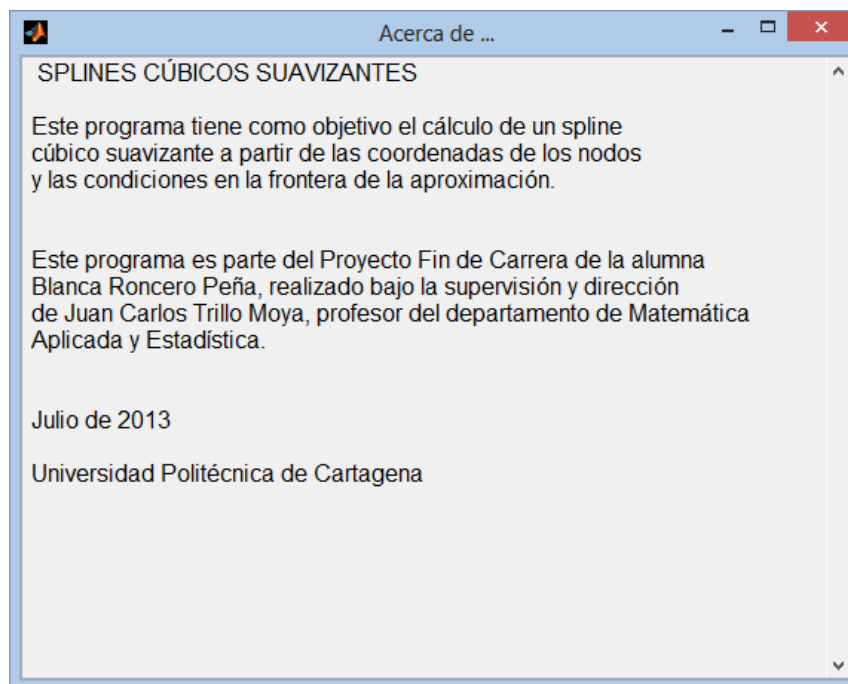 Acerca de ...
SPLINES CÚBICOS SUAVIZANTES
Este programa tiene como objetivo el cálculo de un spline
cúbico suavizante a partir de las coordenadas de los nodos
y las condiciones en la frontera de la aproximación.
Este programa es parte del Proyecto Fin de Carrera de la alumna
Blanca Roncero Peña, realizado bajo la supervisión y dirección
de Juan Carlos Trillo Moya, profesor del departamento de Matemática
Aplicada y Estadística.
Julio de 2013
Universidad Politécnica de Cartagena